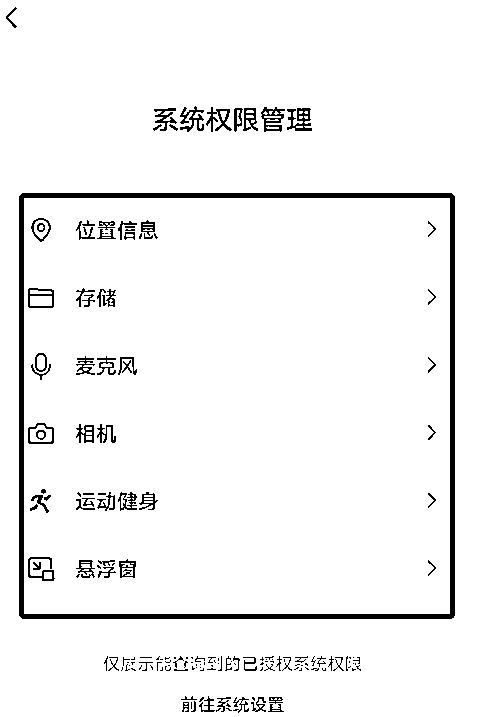 系统权限管理
位置信息
存储
麦克风
相机
运动健身
悬浮窗
仅展示能查询到的已授权系统权限
前往系统设置